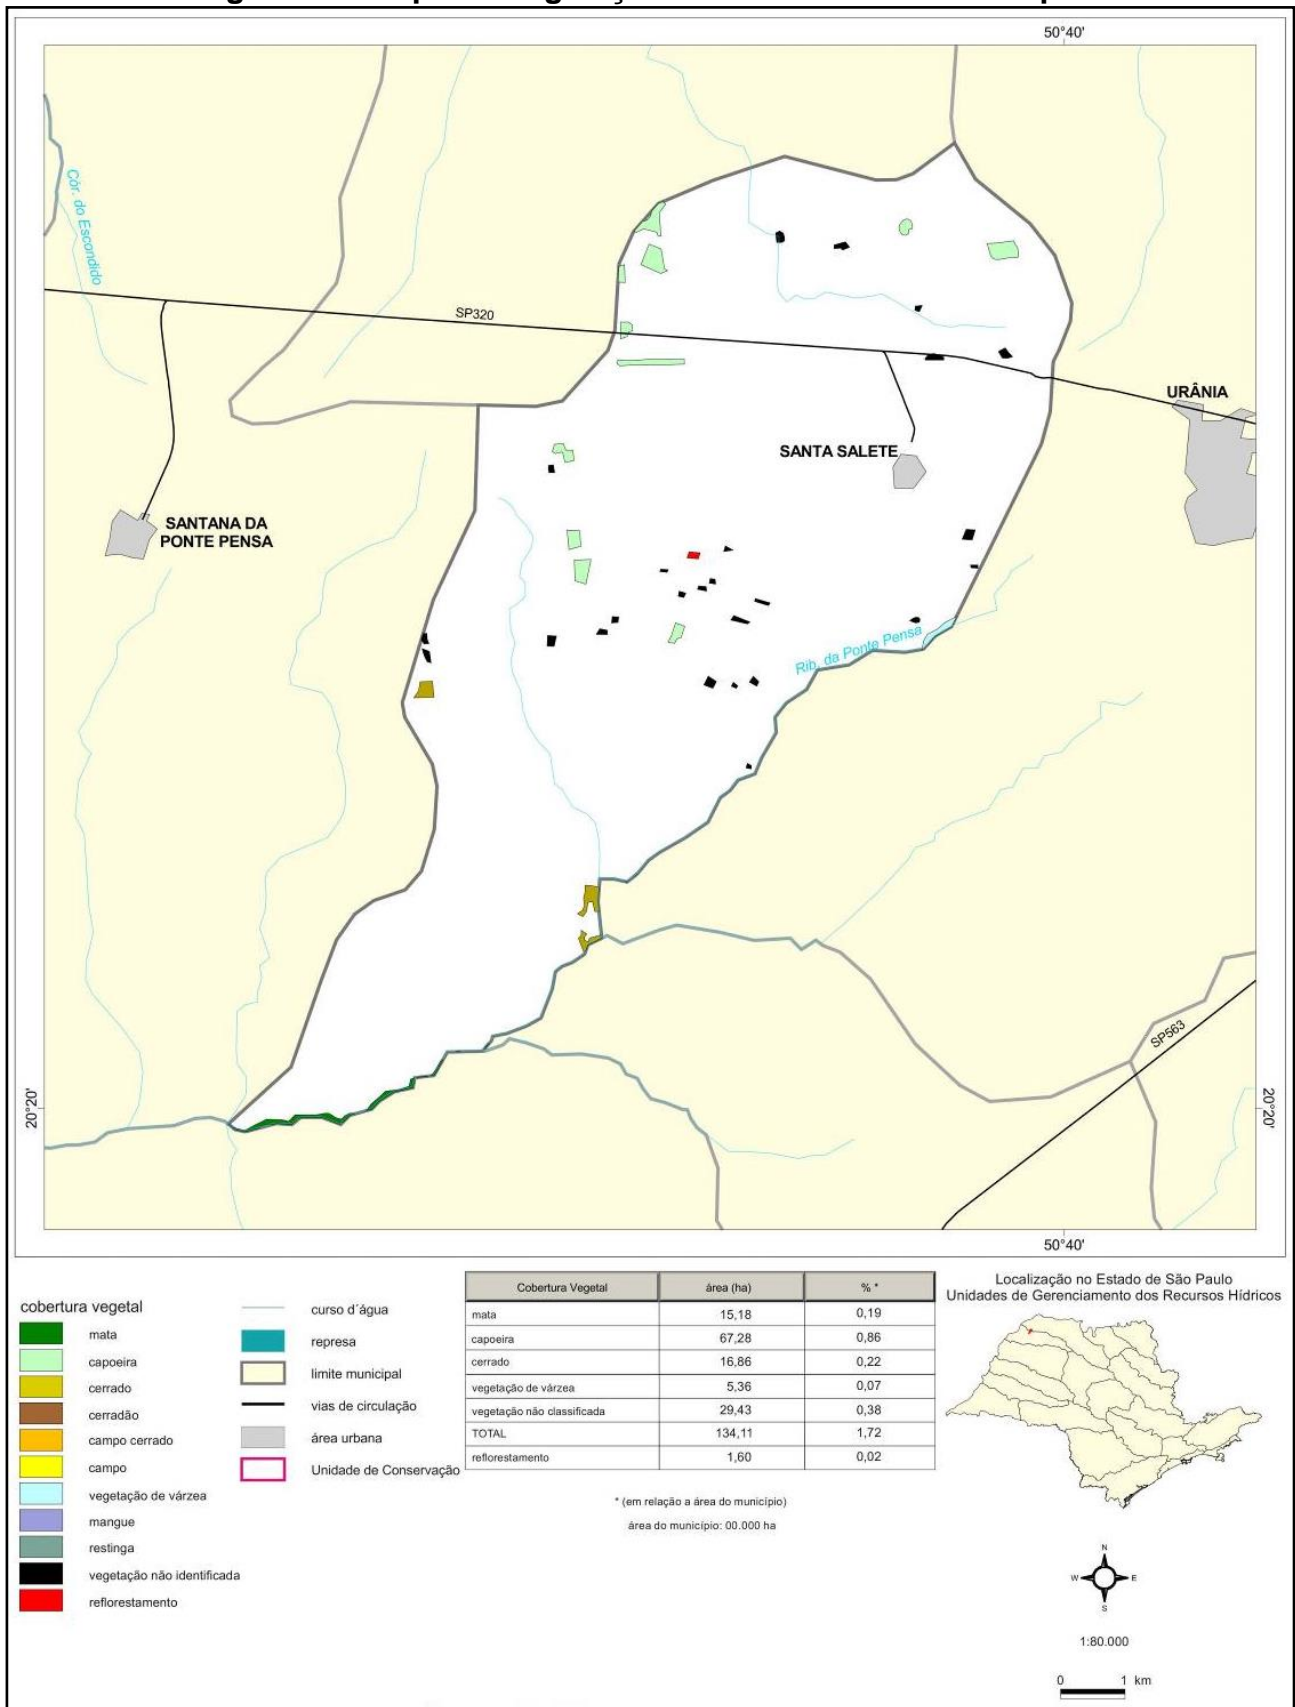 50°40'
Cór. do Escondido
SP320
URÂNIA
SANTA SALETE
SANTANA DA
PONTE PENSA
Rib. da Ponte Pensa
SP563
20°20'
20°20'
50°40'
cobertura vegetal
mata
capoeira
cerrado
cerradão
campo cerrado
campo
vegetação de várzea
mangue
restinga
vegetação não identificada
reflorestamento
curso d´água
represa
limite municipal
vias de circulação
área urbana
Unidade de Conservação
Cobertura Vegetal área (ha) % *
mata 15,18 0,19
capoeira 67,28 0,86
cerrado 16,86 0,22
vegetação de várzea 5,36 0,07
vegetação não classificada 29,43 0,38
TOTAL 134,11 1,72
reflorestamento 1,60 0,02
* (em relação a área do município)
área do município: 00.000 ha
Localização no Estado de São Paulo
Unidades de Gerenciamento dos Recursos Hídricos
N
W E
S
1:80.000
0 1 km